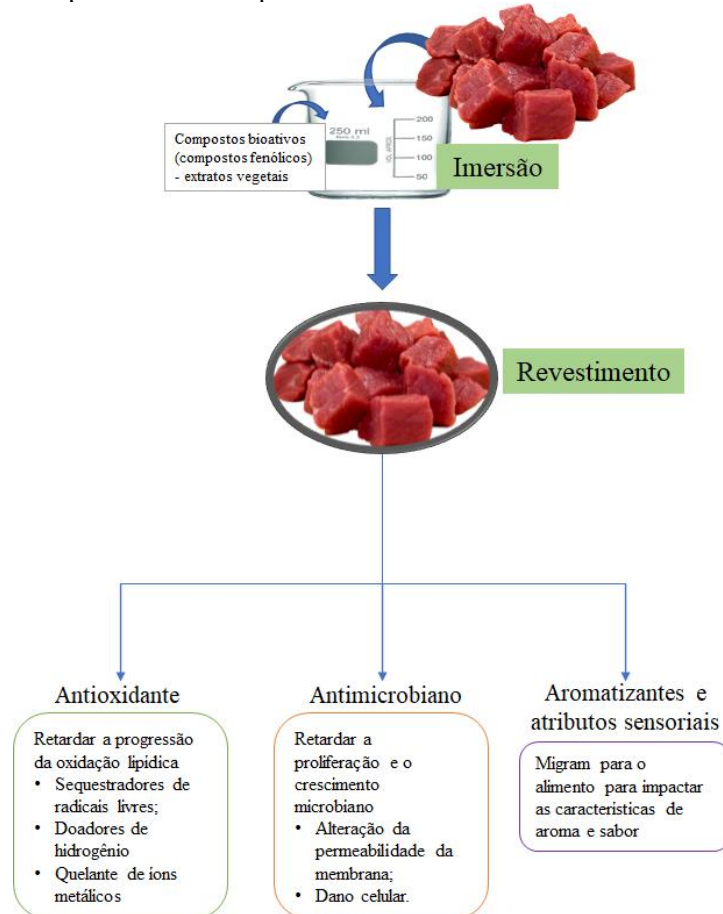 Compostos bioativos
(compostos fenólicos)
- extratos vegetais
250 ml
200
150
100
50
Imersão
Revestimento
Antioxidante
Retardar a progressão
da oxidação lipídica
• Sequestradores de
radicais livres;
• Doadores de
hidrogênio
• Quelante de íons
metálicos
Antimicrobiano
Retardar a
proliferação e o
crescimento
microbiano
• Alteração da
permeabilidade da
membrana;
• Dano celular.
Aromatizantes e
atributos sensoriais
Migram para o
alimento para impactar
as caracteristicas de
aroma e sabor